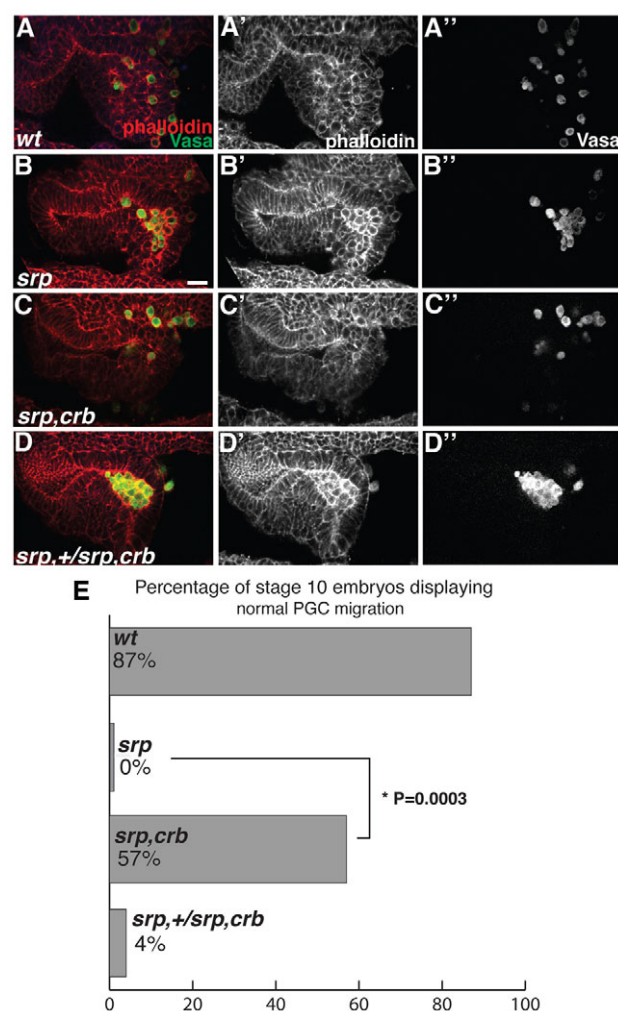 A
phalloidin
Vasa
wt
A'
phalloidin
A''
Vasa
B
srp
B'
B''
C
srp,crb
C'
C''
D
srp,+/srp,crb
D'
D''
E
Percentage of stage 10 embryos displaying
normal PGC migration
wt
87%
srp
0%
* P=0.0003
srp,crb
57%
srp,+/srp,crb
4%
0 20 40 60 80 100